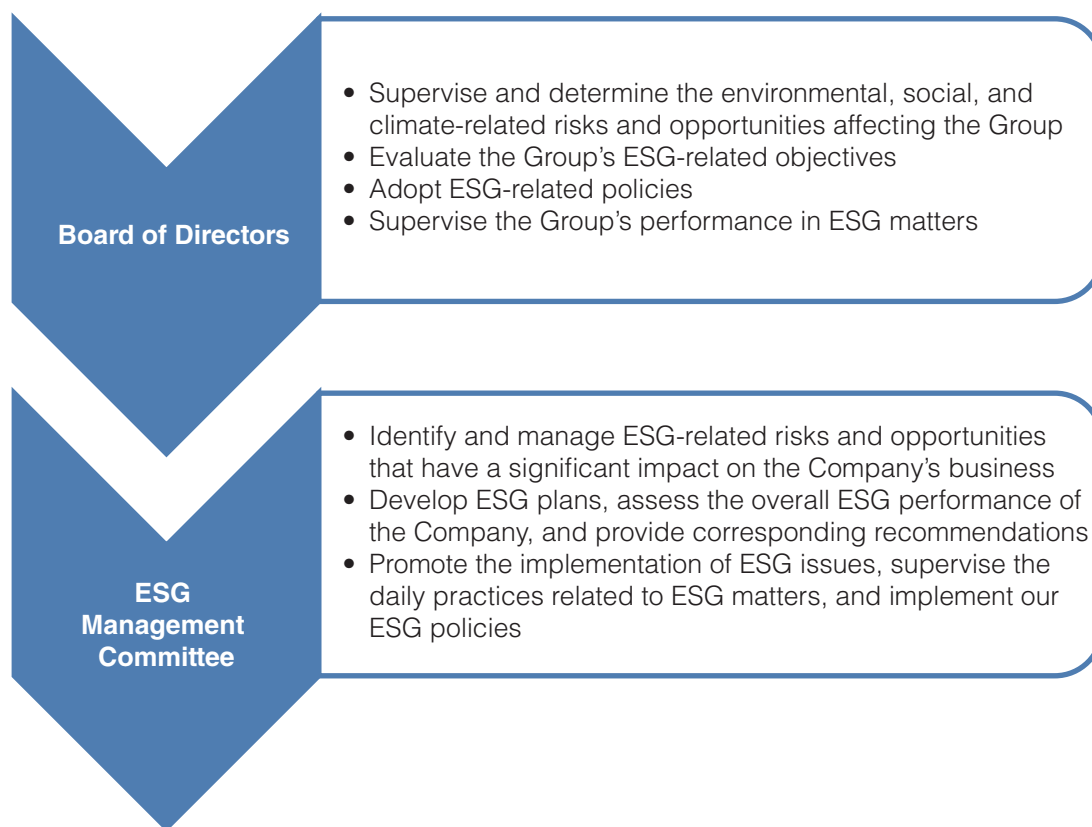 Board of Directors
• Supervise and determine the environmental, social, and
climate-related risks and opportunities affecting the Group
• Evaluate the Group's ESG-related objectives
• Adopt ESG-related policies
• Supervise the Group's performance in ESG matters
ESG
Management
Committee
• Identify and manage ESG-related risks and opportunities
that have a significant impact on the Company's business
• Develop ESG plans, assess the overall ESG performance of
the Company, and provide corresponding recommendations
• Promote the implementation of ESG issues, supervise the
daily practices related to ESG matters, and implement our
ESG policies